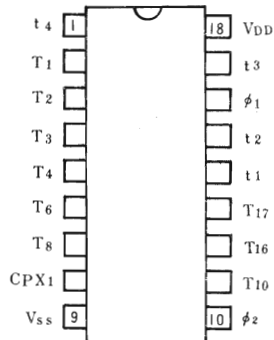 t4 1 18 VDD
T1 t3
T2 ϕ1
T3 t2
T4 t1
T6 T17
T8 T16
CPX1 T10
Vss 9 10 ϕ2